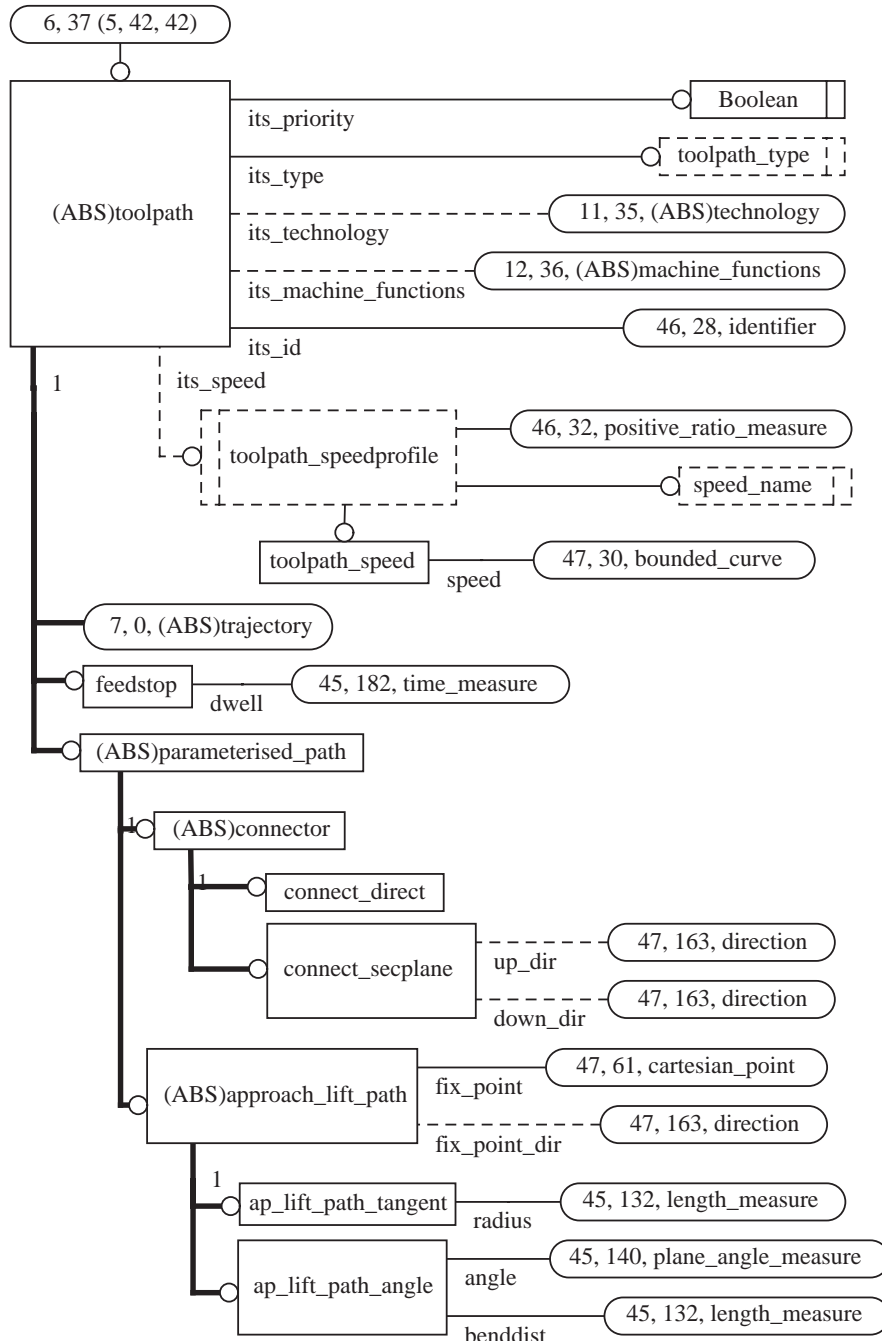 6, 37 (5, 42, 42)
(ABS)toolpath
its_priority
Boolean
its_type
toolpath_type
its_technology
11, 35, (ABS)technology
its_machine_functions
12, 36, (ABS)machine_functions
its_id
46, 28, identifier
1
its_speed
toolpath_speedprofile
46, 32, positive_ratio_measure
speed_name
toolpath_speed
speed
47, 30, bounded_curve
7, 0, (ABS)trajectory
feedstop
dwell
45, 182, time_measure
(ABS)parameterised_path
1
(ABS)connector
1
connect_direct
connect_secplane
up_dir
47, 163, direction
down_dir
47, 163, direction
(ABS)approach_lift_path
fix_point
47, 61, cartesian_point
fix_point_dir
47, 163, direction
1
ap_lift_path_tangent
radius
45, 132, length_measure
ap_lift_path_angle
angle
45, 140, plane_angle_measure
benddist
45, 132, length_measure